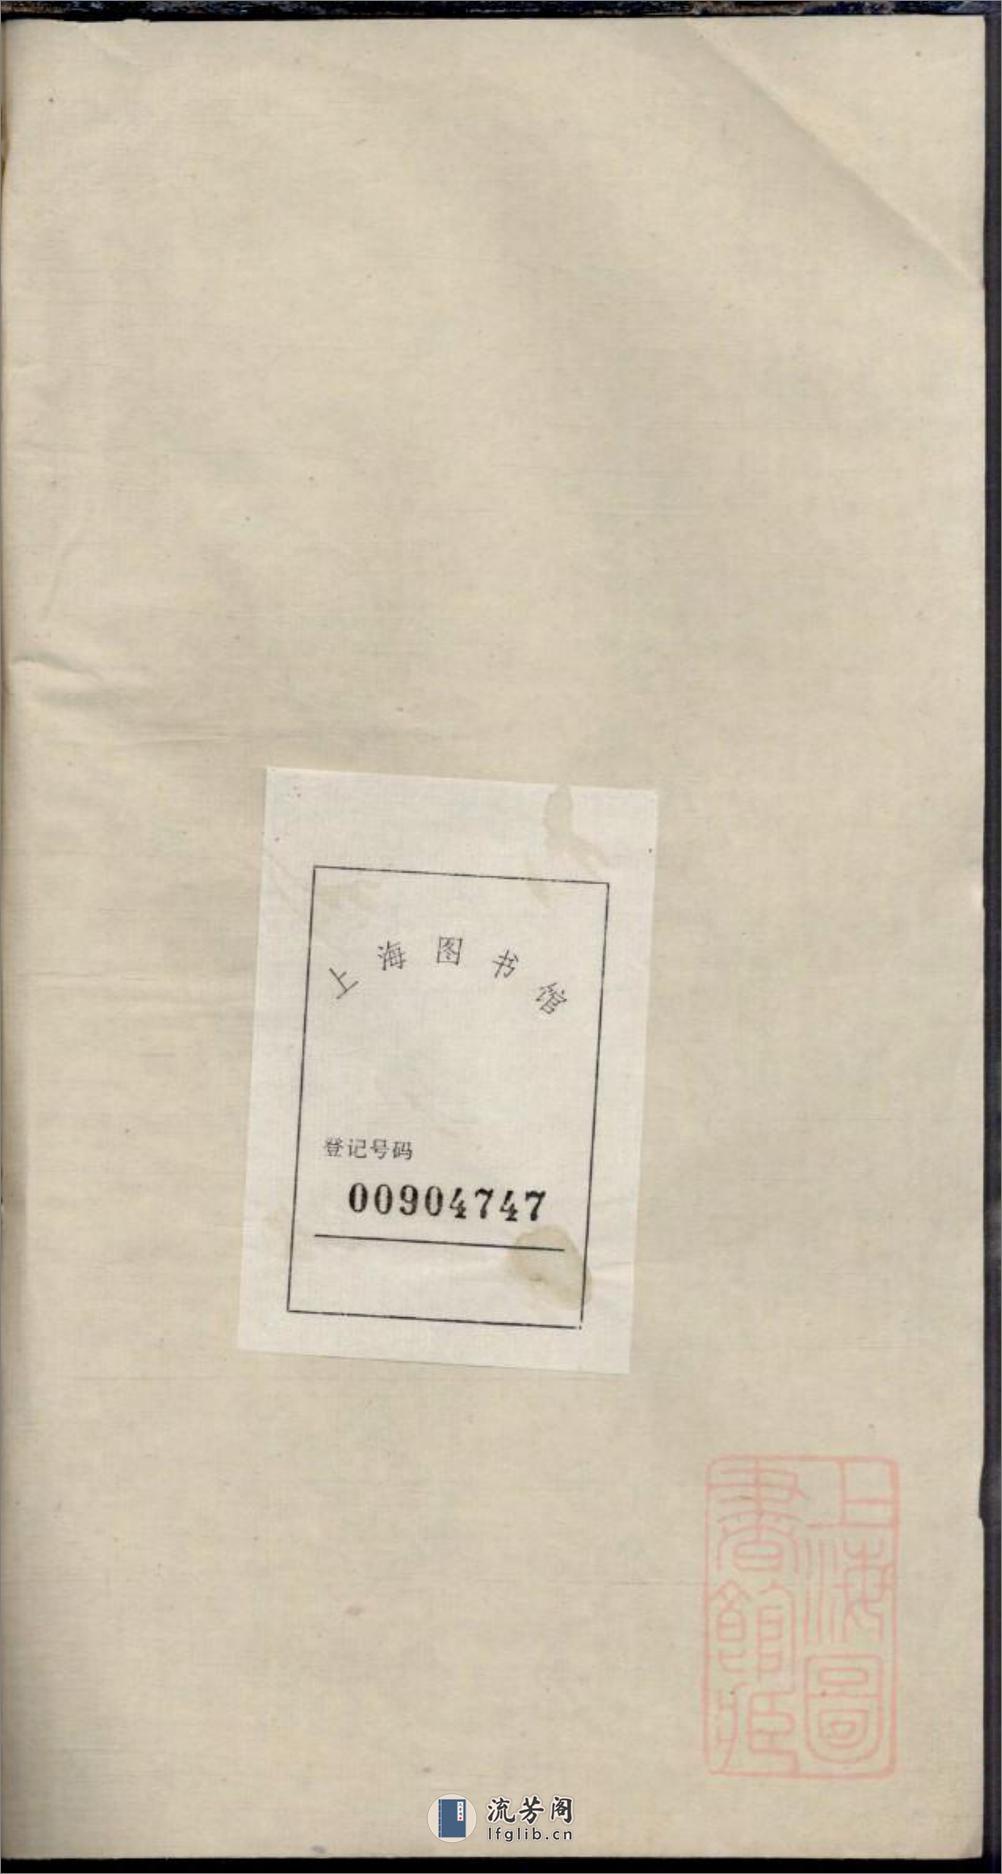 上海图书馆
登记号码
00904747
上海圖
書館藏
流芳阁
lfglib.cn